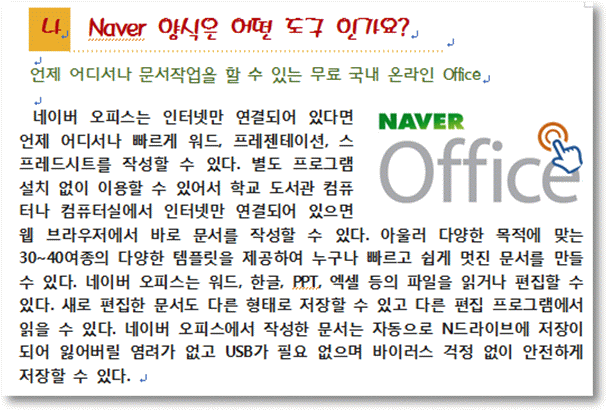 나 Naver 양식은 어떤 도구 인가요?
언제 어디서나 문서작업을 할 수 있는 무료 국내 온라인 Office
네이버 오피스는 인터넷만 연결되어 있다면
언제 어디서나 빠르게 워드, 프레젠테이션, 스
프레드시트를 작성할 수 있다. 별도 프로그램
설치 없이 이용할 수 있어서 학교 도서관 컴퓨
터나 컴퓨터실에서 인터넷만 연결되어 있으면
NAVER
Office
웹 브라우저에서 바로 문서를 작성할 수 있다. 아울러 다양한 목적에 맞는
30~40여종의 다양한 템플릿을 제공하여 누구나 빠르고 쉽게 멋진 문서를 만들
수 있다. 네이버 오피스는 워드, 한글, PPT, 엑셀 등의 파일을 읽거나 편집할 수
있다. 새로 편집한 문서도 다른 형태로 저장할 수 있고 다른 편집 프로그램에서
읽을 수 있다. 네이버 오피스에서 작성한 문서는 자동으로 N드라이브에 저장이
되어 잃어버릴 염려가 없고 USB가 필요 없으며 바이러스 걱정 없이 안전하게
저장할 수 있다.